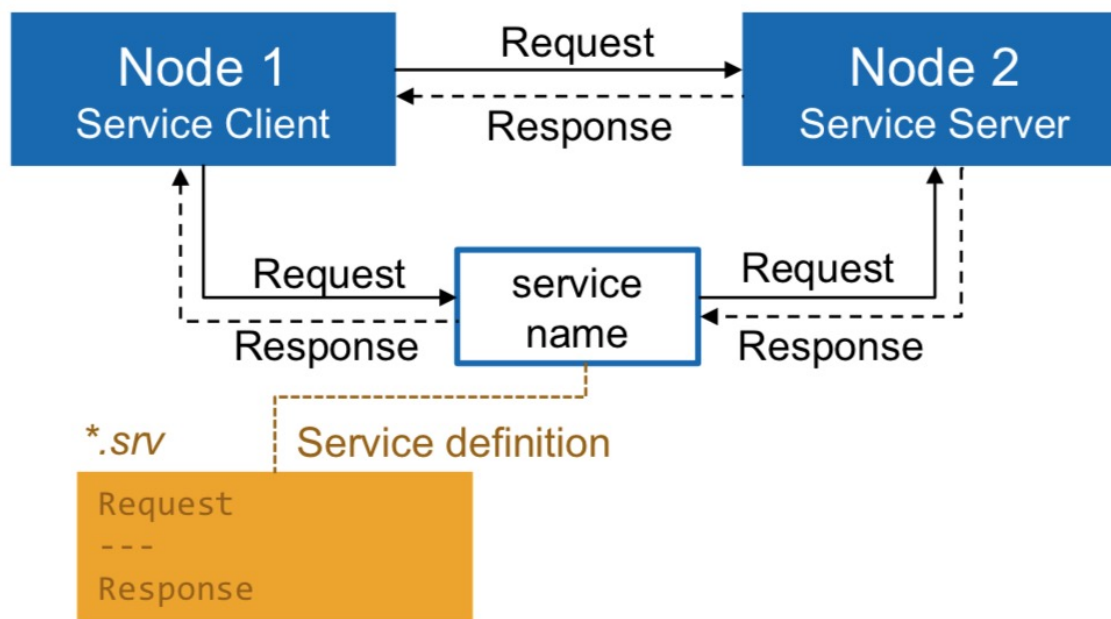 Node 1
Service Client
Request
Response
Node 2
Service Server
Request
Response
service
name
Request
Response
*.srv
Service definition
Request
---
Response